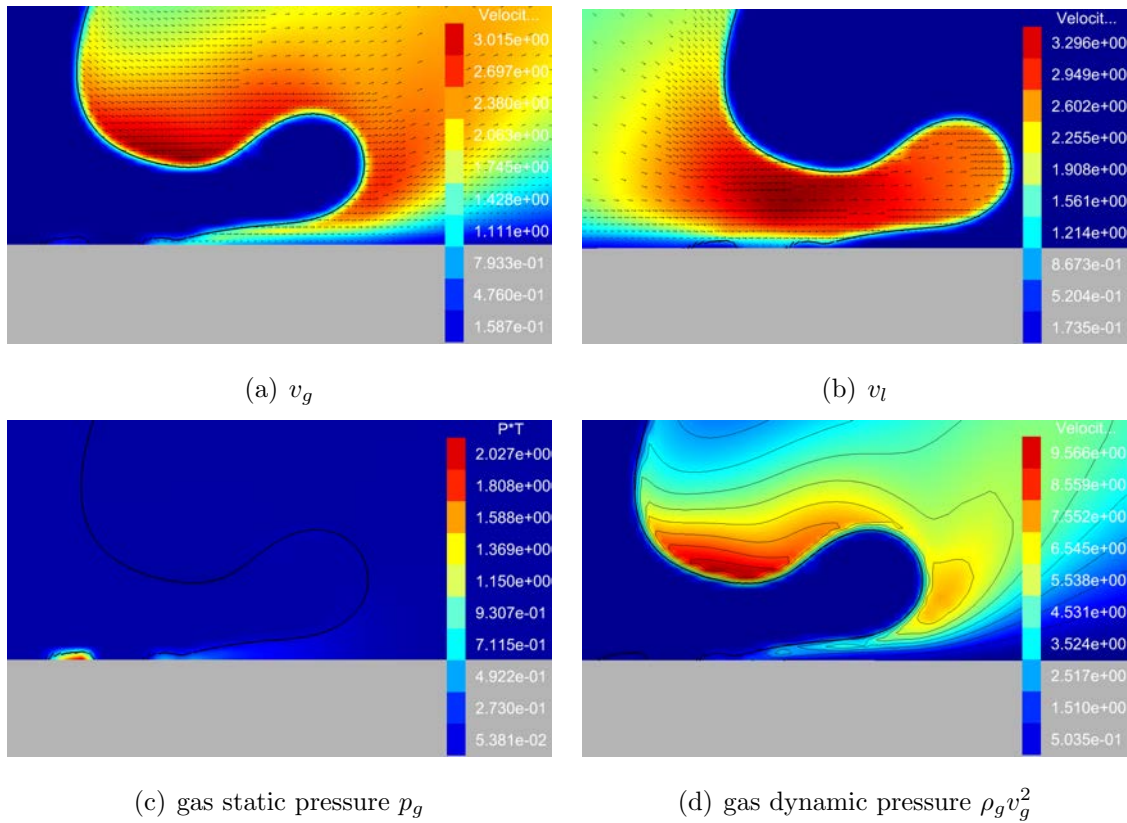 Velocit...
3.015e+00
2.697e+00
2.380e+00
2.063e+00
1.745e+00
1.428e+00
1.111e+00
7.933e-01
4.760e-01
1.587e-01
(a) v_g
Velocit...
3.296e+00
2.949e+00
2.602e+00
2.255e+00
1.908e+00
1.561e+00
1.214e+00
8.673e-01
5.204e-01
1.735e-01
(b) v_l
P*T
2.027e+00
1.808e+00
1.588e+00
1.369e+00
1.150e+00
9.307e-01
7.115e-01
4.922e-01
2.730e-01
5.381e-02
(c) gas static pressure p_g
Velocit...
9.566e+00
8.559e+00
7.552e+00
6.545e+00
5.538e+00
4.531e+00
3.524e+00
2.517e+00
1.510e+00
5.035e-01
(d) gas dynamic pressure ρ_g v_g^2